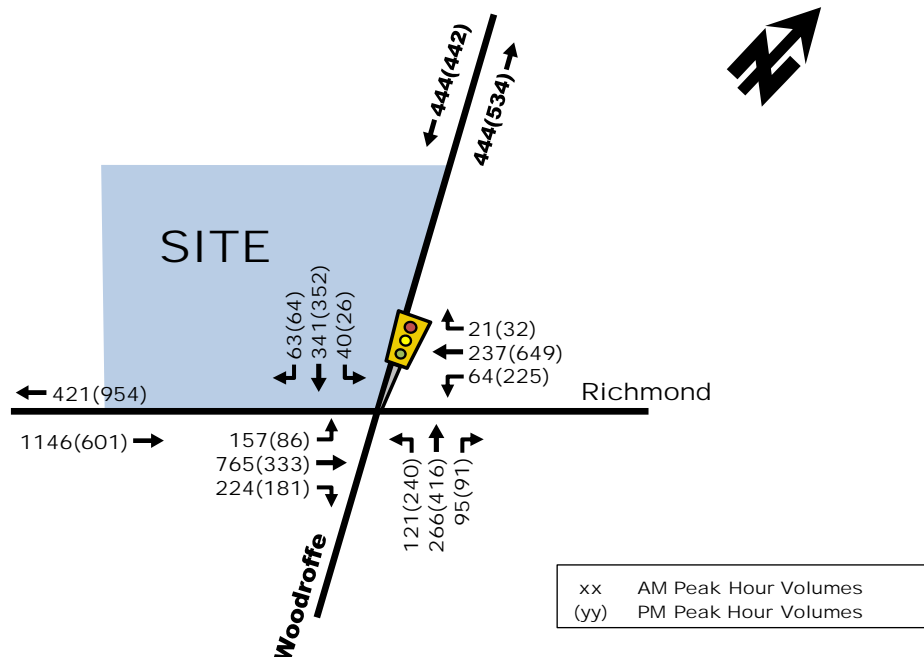 444(442)
444(534)
SITE
63(64)
341(352)
40(26)
21(32)
237(649)
64(225)
Richmond
421(954)
1146(601)
157(86)
765(333)
224(181)
121(240)
266(416)
95(91)
Woodroffe
xx AM Peak Hour Volumes
(yy) PM Peak Hour Volumes
N